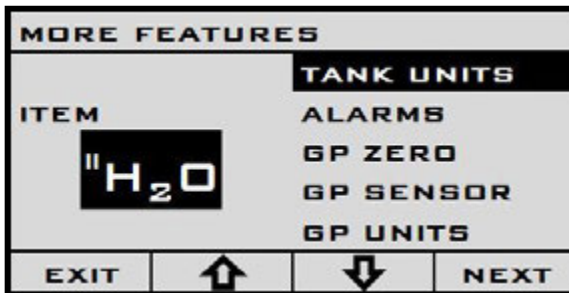 MORE FEATURES
TANK UNITS
ITEM
ALARMS
"H₂O
GP ZERO
GP SENSOR
GP UNITS
EXIT
NEXT